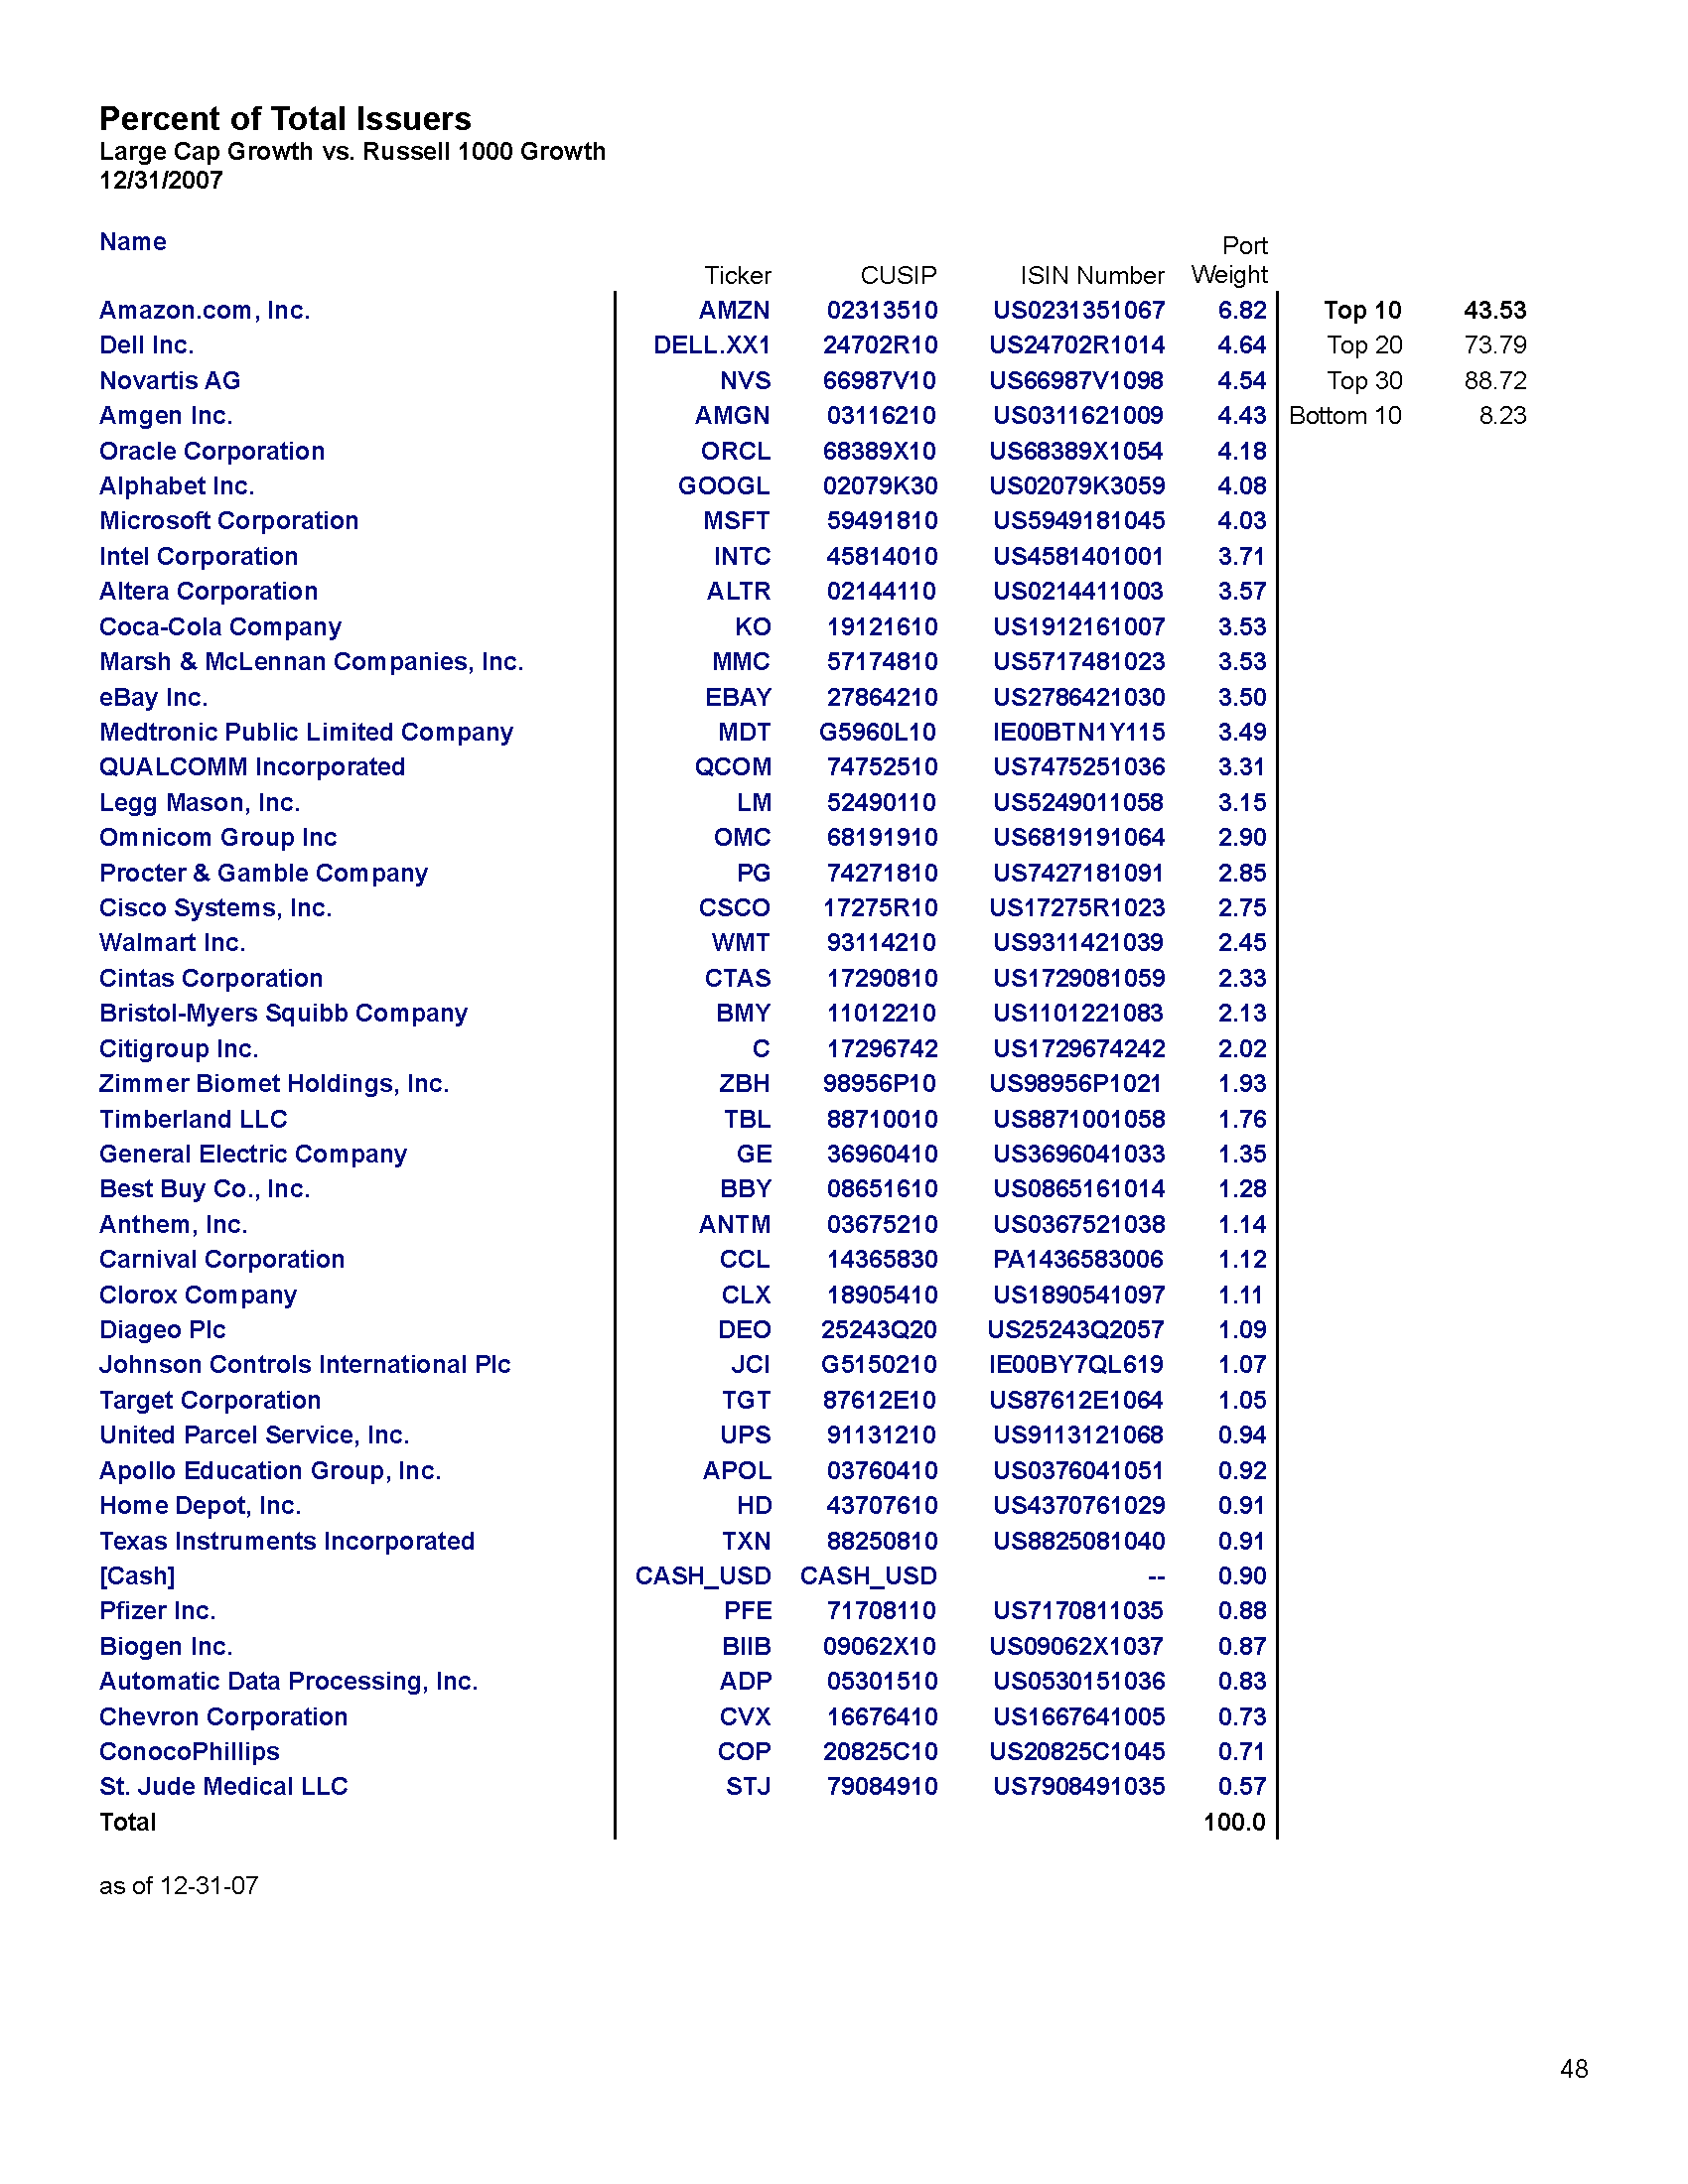 Percent of Total Issuers
Large Cap Growth vs. Russell 1000 Growth
12/31/2007
Name Ticker CUSIP ISIN Number Port Weight
Amazon.com, Inc. AMZN 02313510 US0231351067 6.82 Top 10 43.53
Dell Inc. DELL.XX1 24702R10 US24702R1014 4.64 Top 20 73.79
Novartis AG NVS 66987V10 US66987V1098 4.54 Top 30 88.72
Amgen Inc. AMGN 03116210 US0311621009 4.43 Bottom 10 8.23
Oracle Corporation ORCL 68389X10 US68389X1054 4.18
Alphabet Inc. GOOGL 02079K30 US02079K3059 4.08
Microsoft Corporation MSFT 59491810 US5949181045 4.03
Intel Corporation INTC 45814010 US4581401001 3.71
Altera Corporation ALTR 02144110 US0214411003 3.57
Coca-Cola Company KO 19121610 US1912161007 3.53
Marsh & McLennan Companies, Inc. MMC 57174810 US5717481023 3.53
eBay Inc. EBAY 27864210 US2786421030 3.50
Medtronic Public Limited Company MDT G5960L10 IE00BTN1Y115 3.49
QUALCOMM Incorporated QCOM 74752510 US7475251036 3.31
Legg Mason, Inc. LM 52490110 US5249011058 3.15
Omnicom Group Inc OMC 68191910 US6819191064 2.90
Procter & Gamble Company PG 74271810 US7427181091 2.85
Cisco Systems, Inc. CSCO 17275R10 US17275R1023 2.75
Walmart Inc. WMT 93114210 US9311421039 2.45
Cintas Corporation CTAS 17290810 US1729081059 2.33
Bristol-Myers Squibb Company BMY 11012210 US1101221083 2.13
Citigroup Inc. C 17296742 US1729674242 2.02
Zimmer Biomet Holdings, Inc. ZBH 98956P10 US98956P1021 1.93
Timberland LLC TBL 88710010 US8871001058 1.76
General Electric Company GE 36960410 US3696041033 1.35
Best Buy Co., Inc. BBY 08651610 US0865161014 1.28
Anthem, Inc. ANTM 03675210 US0367521038 1.14
Carnival Corporation CCL 14365830 PA1436583006 1.12
Clorox Company CLX 18905410 US1890541097 1.11
Diageo Plc DEO 25243Q20 US25243Q2057 1.09
Johnson Controls International Plc JCI G5150210 IE00BY7QL619 1.07
Target Corporation TGT 87612E10 US87612E1064 1.05
United Parcel Service, Inc. UPS 91131210 US9113121068 0.94
Apollo Education Group, Inc. APOL 03760410 US0376041051 0.92
Home Depot, Inc. HD 43707610 US4370761029 0.91
Texas Instruments Incorporated TXN 88250810 US8825081040 0.91
[Cash] CASH_USD CASH_USD -- 0.90
Pfizer Inc. PFE 71708110 US7170811035 0.88
Biogen Inc. BIIB 09062X10 US09062X1037 0.87
Automatic Data Processing, Inc. ADP 05301510 US0530151036 0.83
Chevron Corporation CVX 16676410 US1667641005 0.73
ConocoPhillips COP 20825C10 US20825C1045 0.71
St. Jude Medical LLC STJ 79084910 US7908491035 0.57
Total 100.0
as of 12-31-07
48